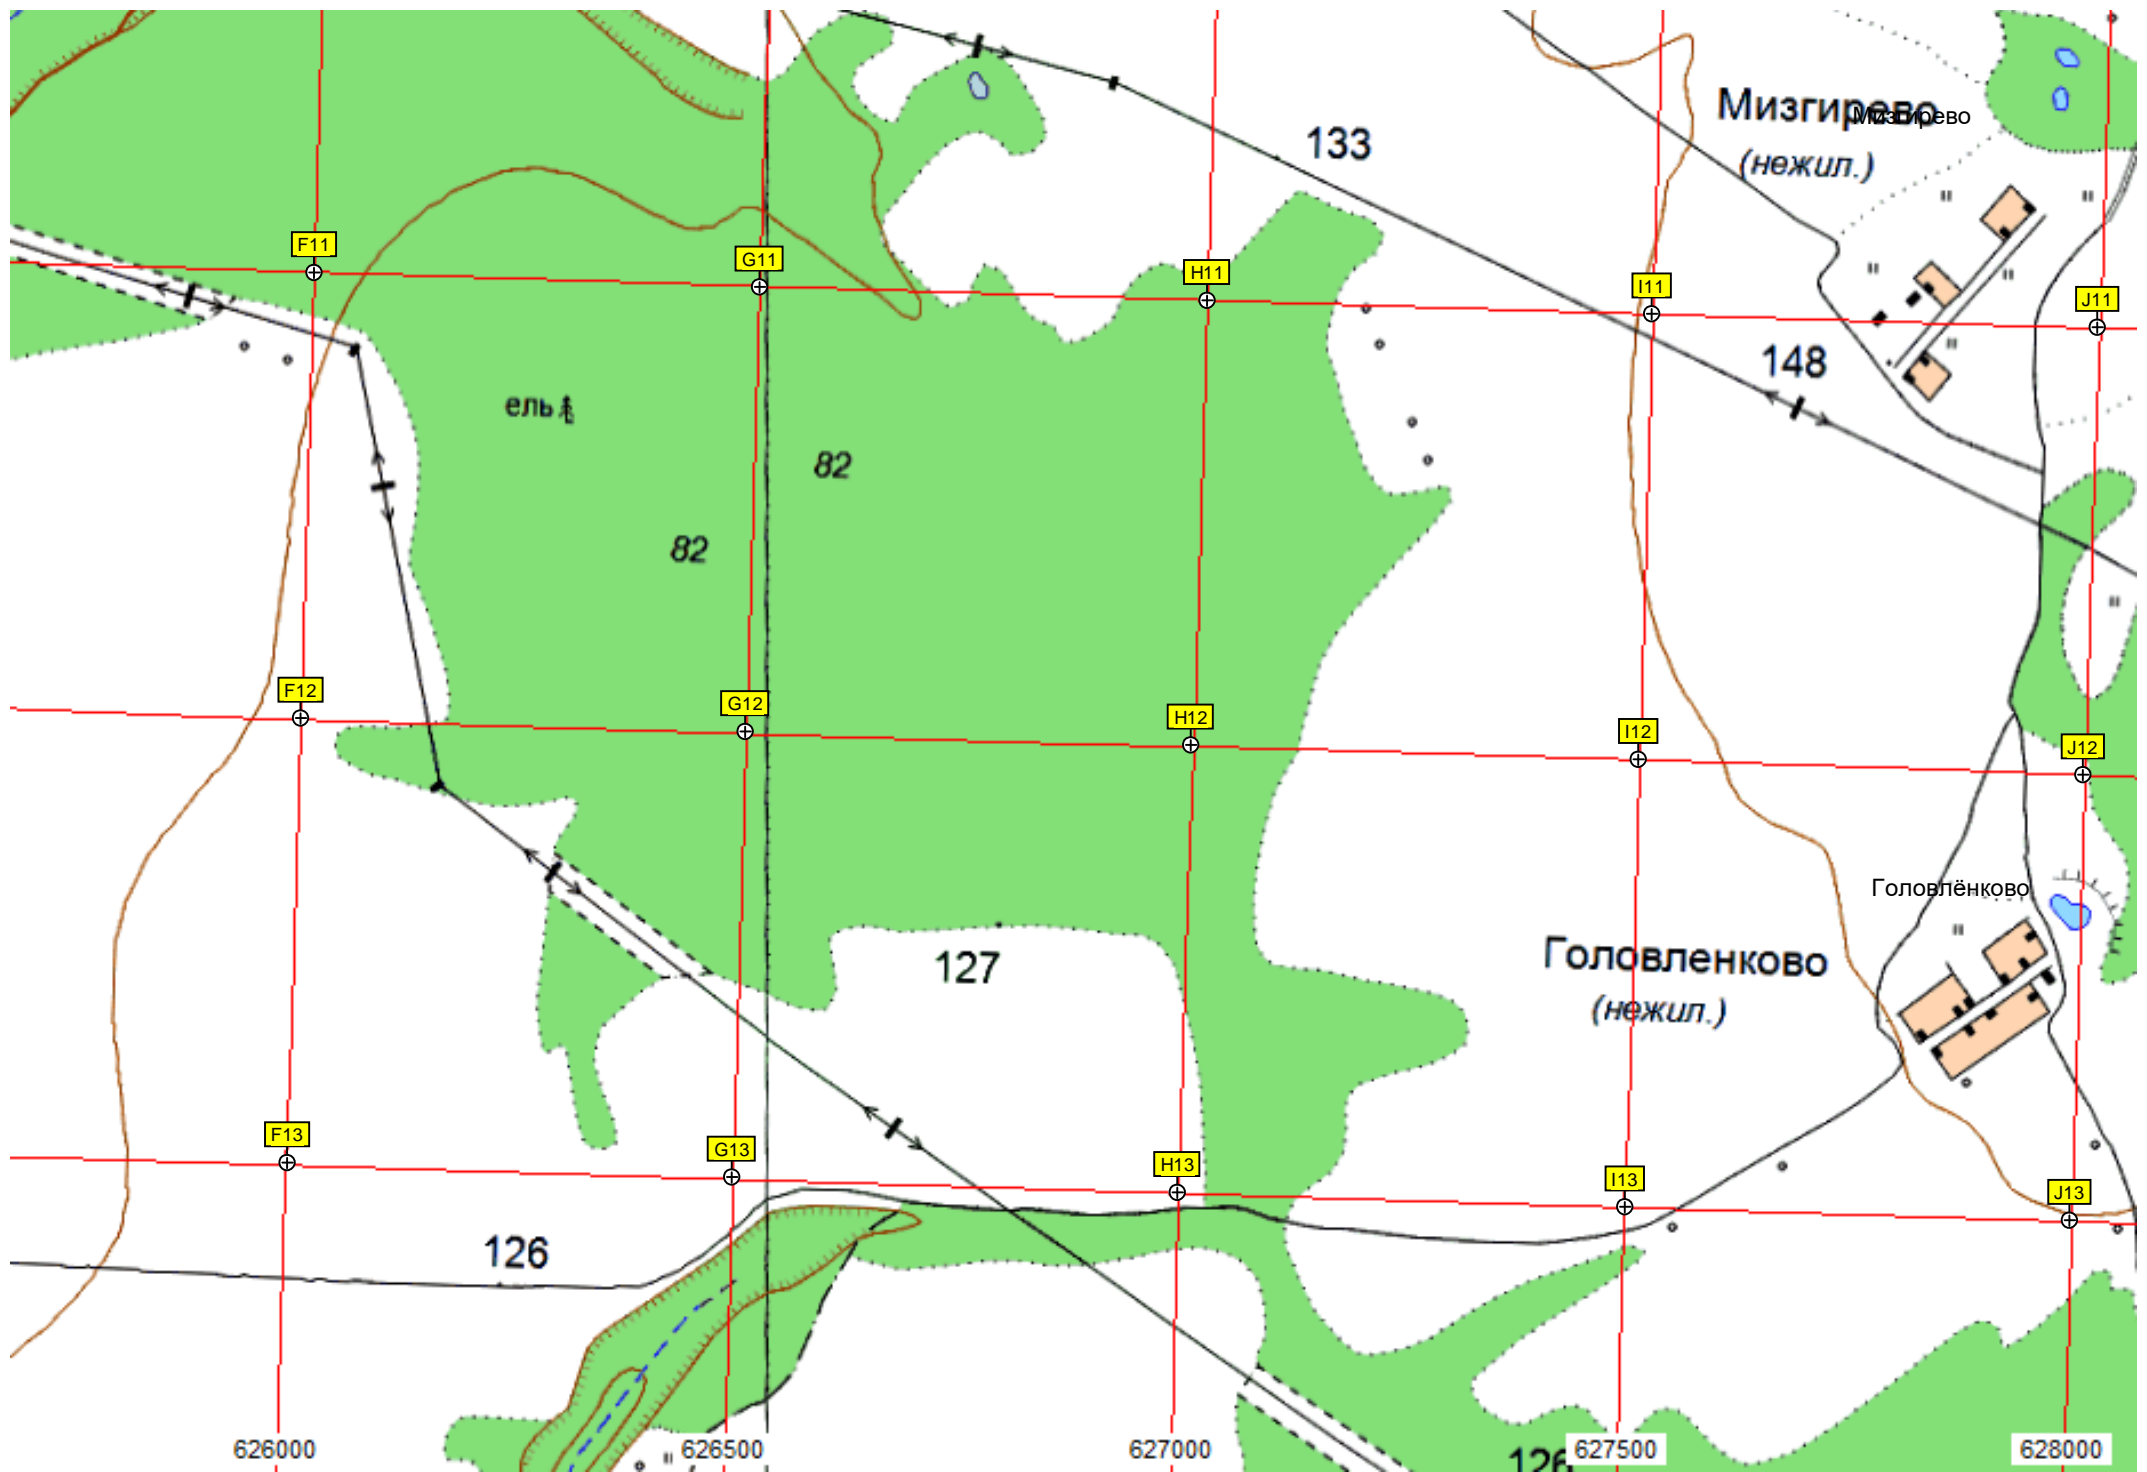 133
Мизгирево
Мизгирево
(нежил.)
F11
G11
H11
I11
J11
148
ель
82
82
F12
G12
H12
I12
J12
Головлёнково
127
Головленково
(нежил.)
F13
G13
H13
I13
J13
126
626000
626500
627000
627500
628000
126